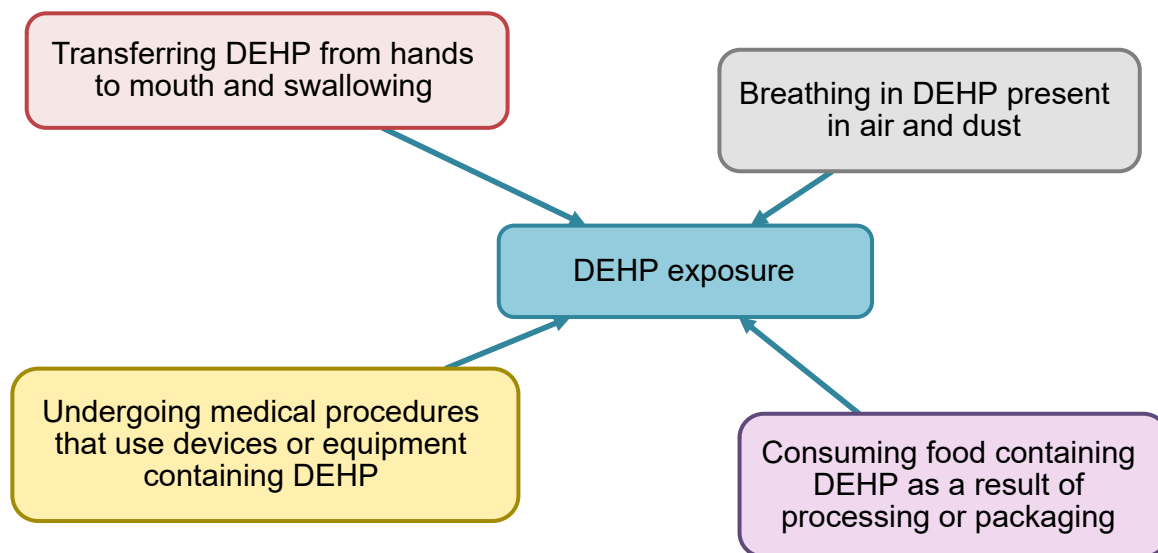 Transferring DEHP from hands
to mouth and swallowing
Breathing in DEHP present
in air and dust
DEHP exposure
Undergoing medical procedures
that use devices or equipment
containing DEHP
Consuming food containing
DEHP as a result of
processing or packaging